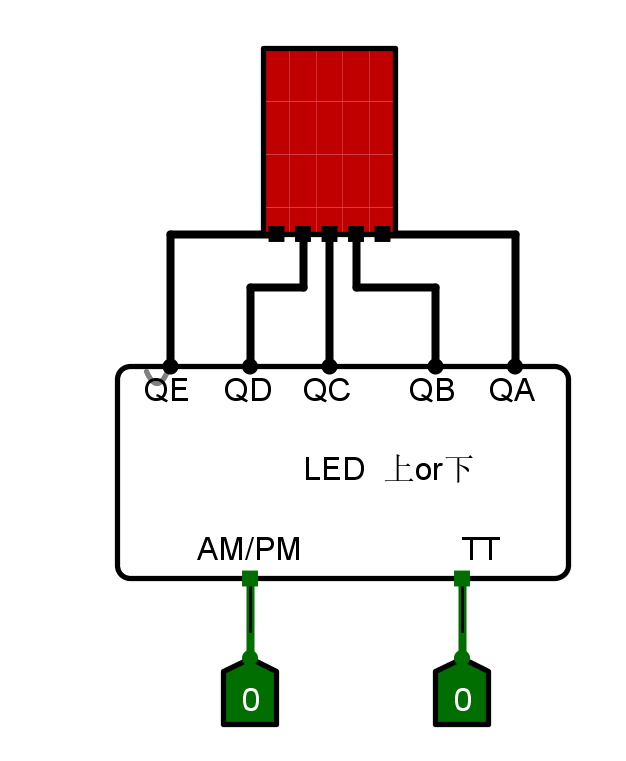 QE QD QC QB QA
LED 上or下
AM/PM TT
0 0